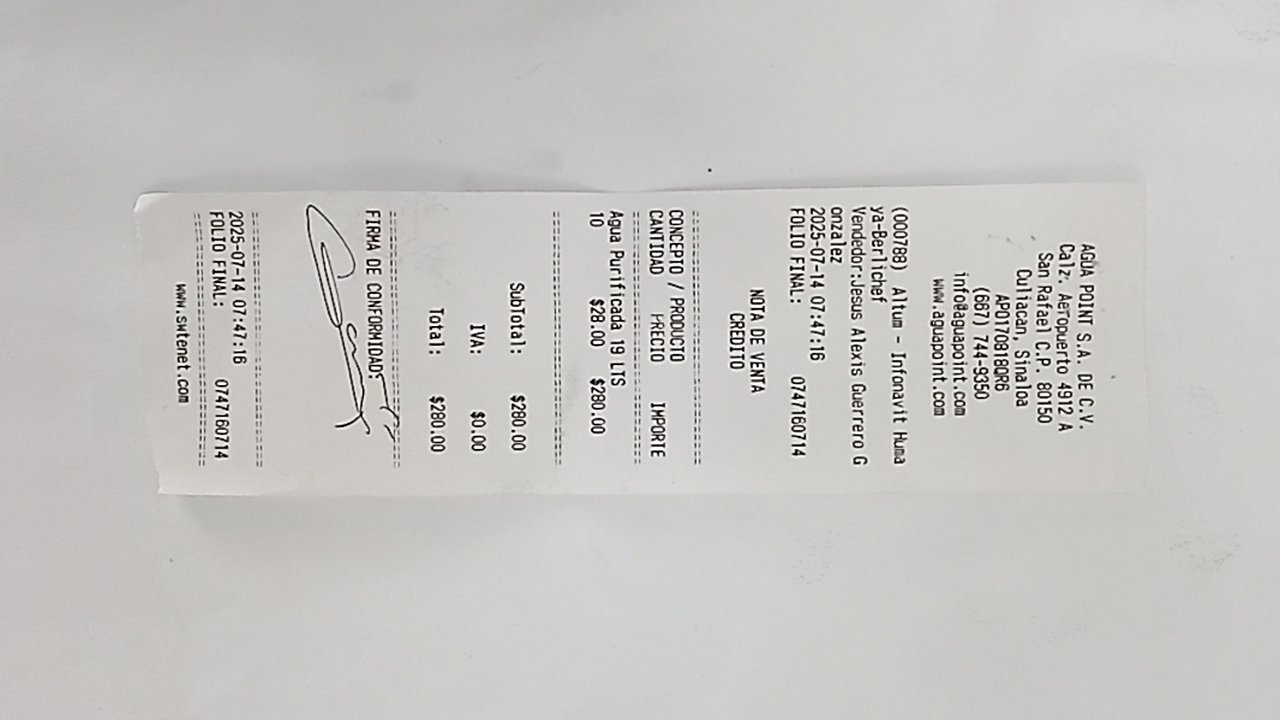 AGUA POINT S.A. DE C.V.
Calz. Aeropuerto 4912 A
San Rafael C.P. 80150
Culiacan, Sinaloa
APO170818QR6
(667) 744-9350
info@aguapoint.com
www.aguapoint.com
(000788) Altum - Infonavit Huma
ya-Berlichef
Vendedor:Jesus Alexis Guerrero G
onzalez
2025-07-14 07:47:16
FOLIO FINAL: 0747160714
NOTA DE VENTA
CREDITO
================================
CONCEPTO / PRODUCTO
CANTIDAD PRECIO IMPORTE
================================
Agua Purificada 19 LTS
10 $28.00 $280.00
================================
SubTotal: $280.00
IVA: $0.00
Total: $280.00
================================
FIRMA DE CONFORMIDAD:
================================
2025-07-14 07:47:16
FOLIO FINAL: 0747160714
================================
www.swtenet.com